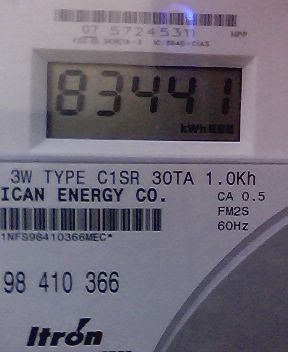 07 57245311 MPP
83441
kWh
3W TYPE C1SR 30TA 1.0Kh
ICAN ENERGY CO. CA 0.5
FM2S
1NFS98410366MEC* 60Hz
98 410 366
Itron